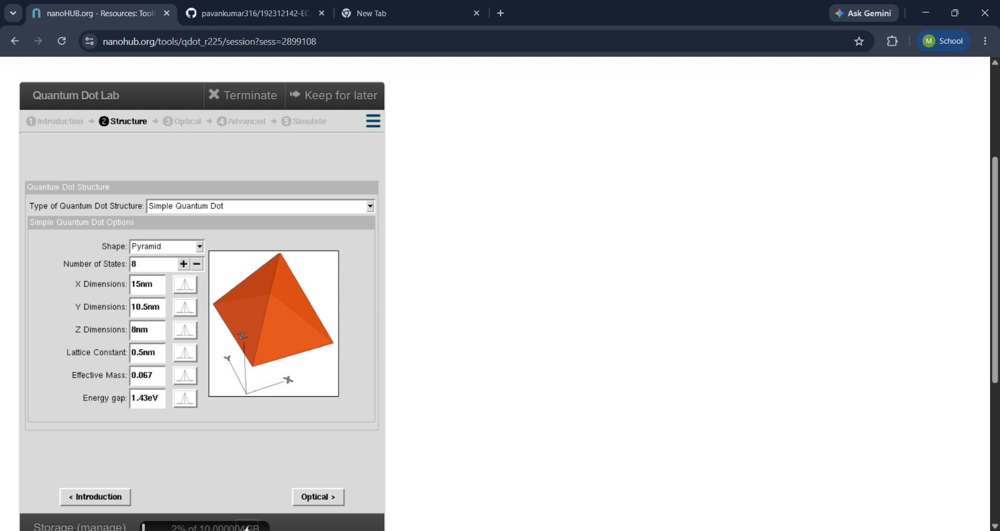 nanoHUB.org - Resources: Tools
pavankumar316/192312142-EC
New Tab
Ask Gemini
nanohub.org/tools/qdot_r225/session?sess=2899108
M School
Quantum Dot Lab
Terminate
Keep for later
1 Introduction → 2 Structure → 3 Optical → 4 Advanced → 5 Simulate
Quantum Dot Structure
Type of Quantum Dot Structure: Simple Quantum Dot
Simple Quantum Dot Options
Shape: Pyramid
Number of States: 8 + −
X Dimensions: 15nm
Y Dimensions: 10.5nm
Z Dimensions: 8nm
Lattice Constant: 0.5nm
Effective Mass: 0.067
Energy gap: 1.43eV
Z
Y
X
< Introduction
Optical >
Storage (manage)
2% of 10.000004GB